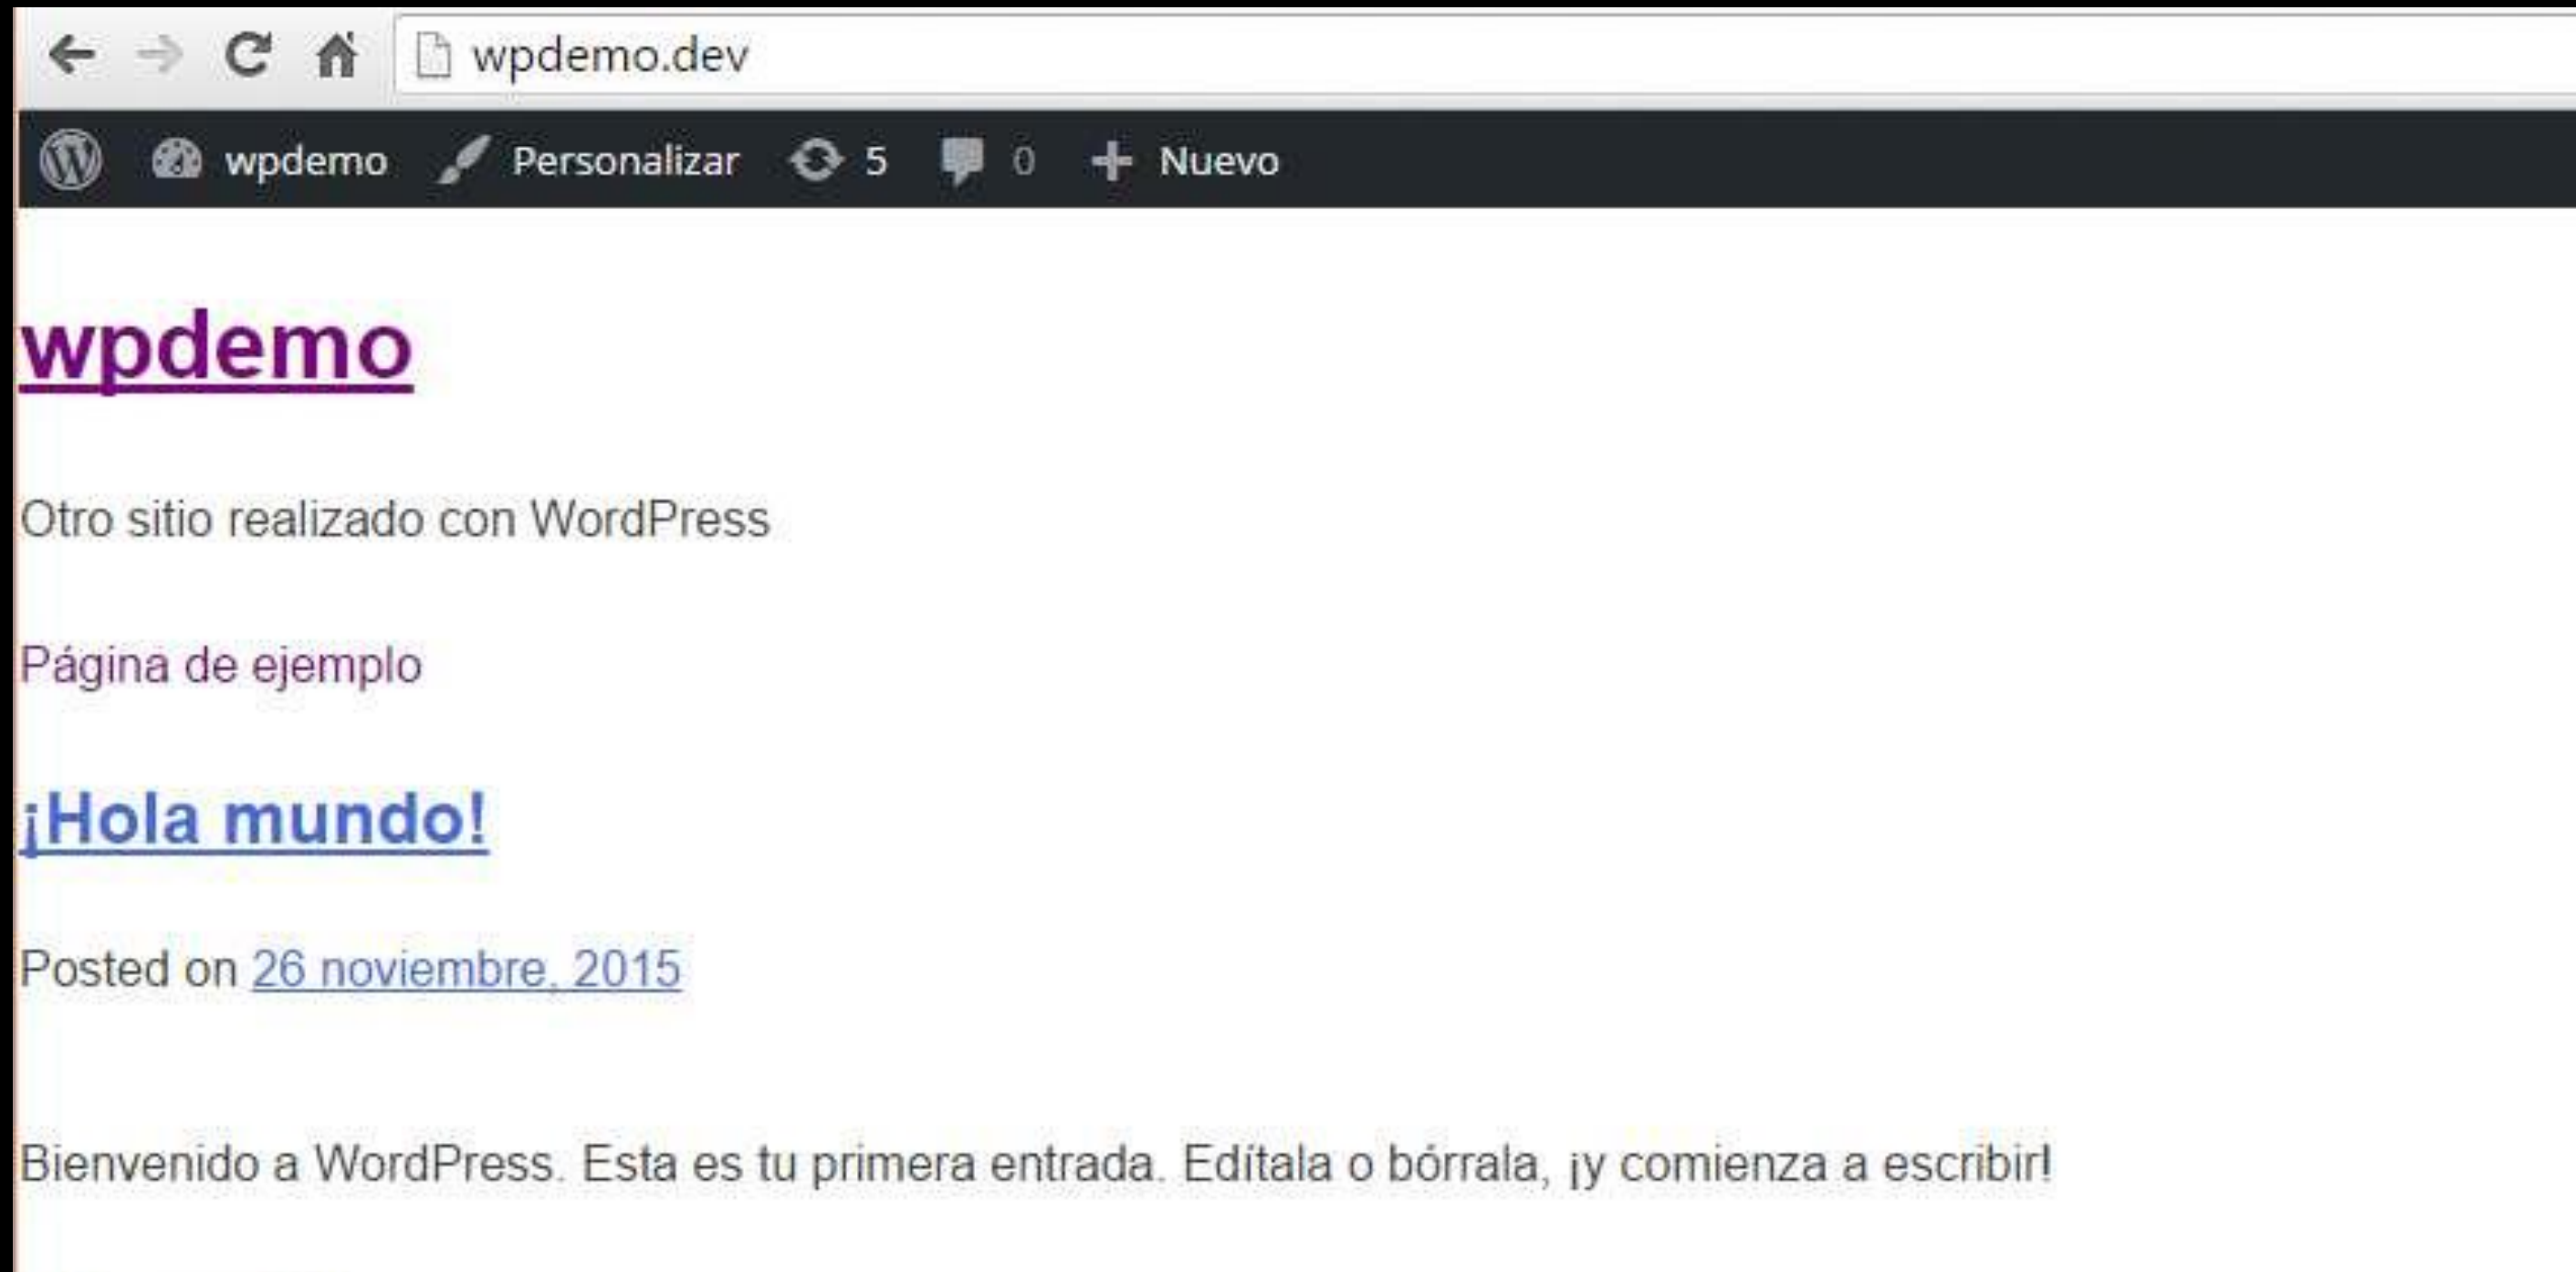 wpdemo.dev
wpdemo Personalizar 5 0 Nuevo
wpdemo
Otro sitio realizado con WordPress
Página de ejemplo
¡Hola mundo!
Posted on 26 noviembre, 2015
Bienvenido a WordPress. Esta es tu primera entrada. Edítala o bórrala, ¡y comienza a escribir!